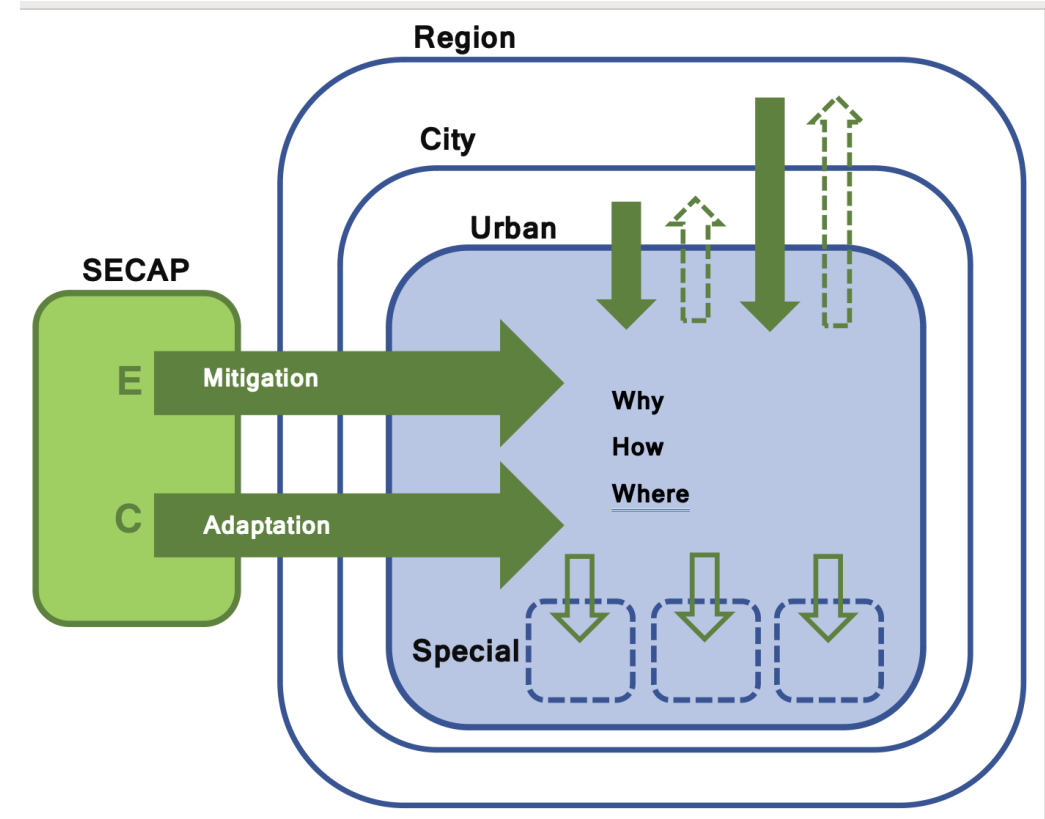 Region
City
Urban
SECAP
E
Mitigation
Why
How
Where
C
Adaptation
Special